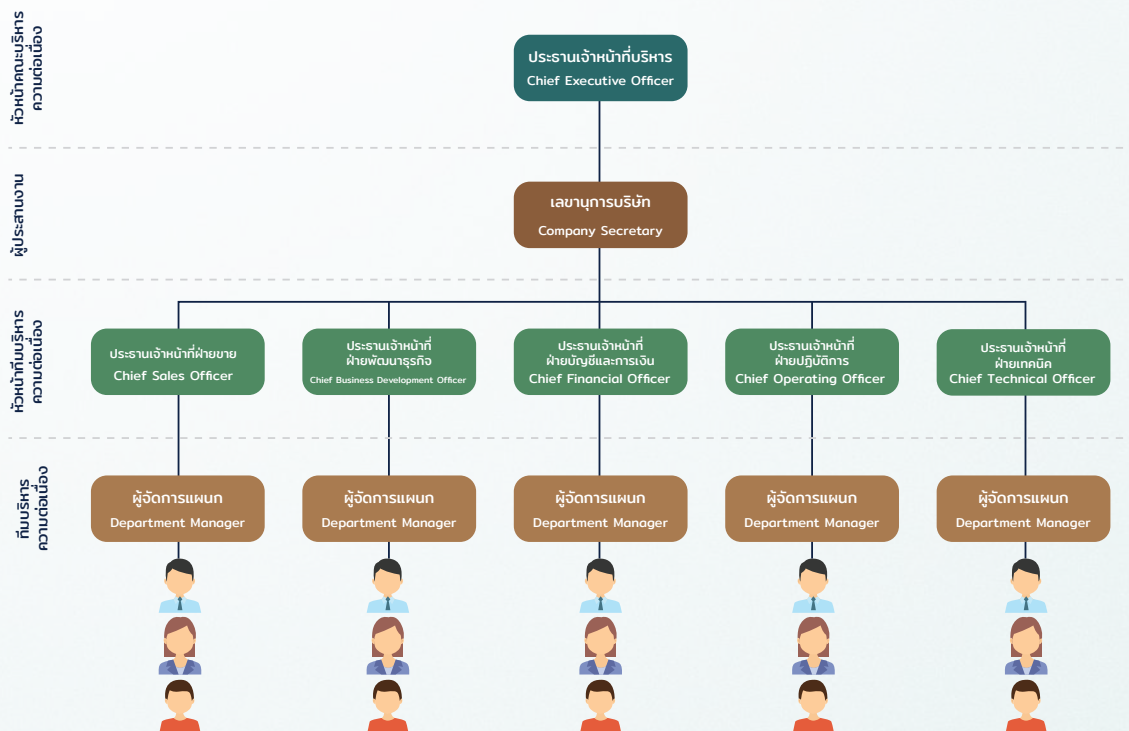 หัวหน้าคณะบริหาร
ความต่อเนื่อง
ประธานเจ้าหน้าที่บริหาร
Chief Executive Officer
ผู้ประสานงาน
เลขานุการบริษัท
Company Secretary
หัวหน้าทีมบริหาร
ความต่อเนื่อง
ประธานเจ้าหน้าที่ฝ่ายขาย
Chief Sales Officer
ประธานเจ้าหน้าที่
ฝ่ายพัฒนาธุรกิจ
Chief Business Development Officer
ประธานเจ้าหน้าที่
ฝ่ายบัญชีและการเงิน
Chief Financial Officer
ประธานเจ้าหน้าที่
ฝ่ายปฏิบัติการ
Chief Operating Officer
ประธานเจ้าหน้าที่
ฝ่ายเทคนิค
Chief Technical Officer
ทีมบริหาร
ความต่อเนื่อง
ผู้จัดการแผนก
Department Manager
ผู้จัดการแผนก
Department Manager
ผู้จัดการแผนก
Department Manager
ผู้จัดการแผนก
Department Manager
ผู้จัดการแผนก
Department Manager